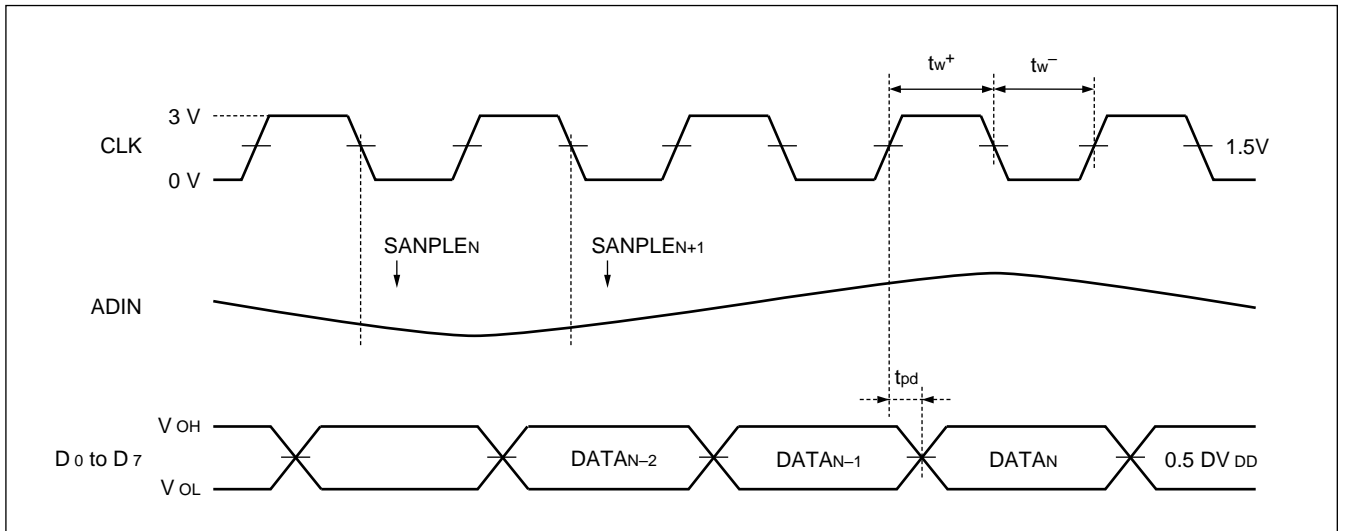 tw+ tw–
3 V
CLK 1.5V
0 V
SANPLEN SANPLEN+1
ADIN
tpd
V OH
D 0 to D 7 DATAN–2 DATAN–1 DATAN 0.5 DV DD
V OL